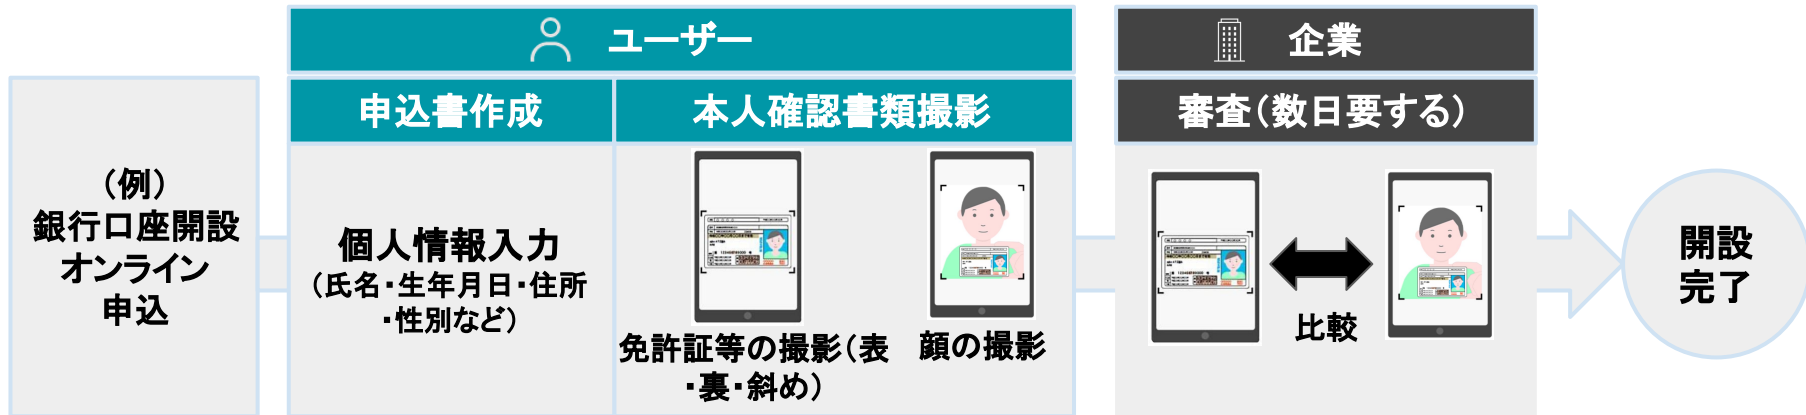 ユーザー
企業
申込書作成
本人確認書類撮影
審査(数日要する)
(例)
銀行口座開設
オンライン
申込
個人情報入力
(氏名・生年月日・住所
・性別など)
免許証等の撮影(表
・裏・斜め)
顔の撮影
比較
開設
完了